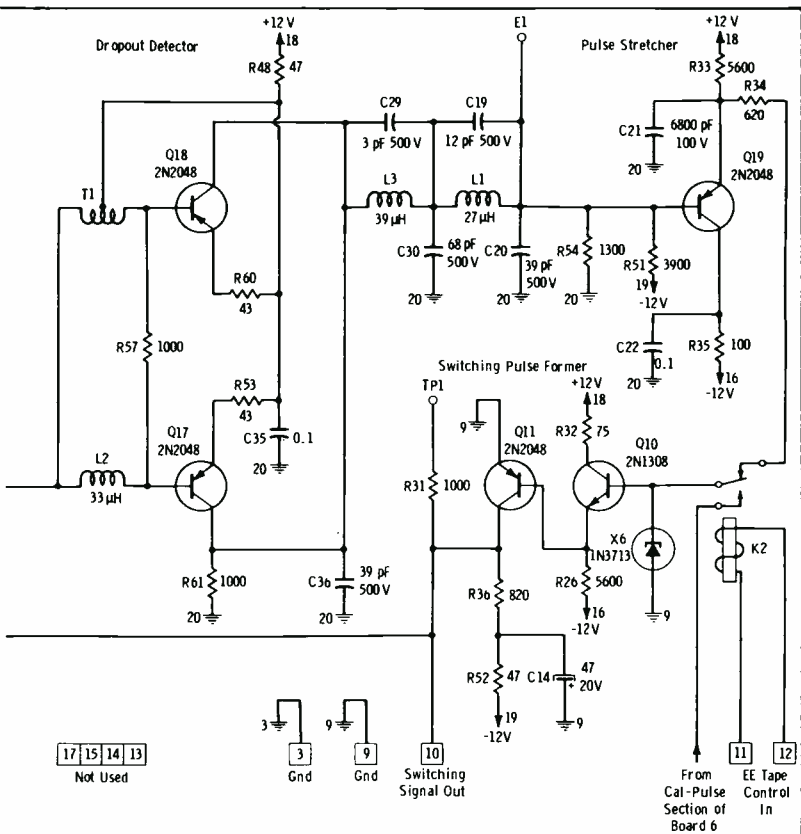 +12 V
E1
+12 V
Dropout Detector
18
Pulse Stretcher
18
R48
47
R33
5600
R34
620
C29
3 pF 500 V
C19
12 pF 500 V
C21
6800 pF
100 V
20
Q18
2N2048
Q19
2N2048
T1
L3
39 μH
L1
27 μH
C30
68 pF
500 V
20
C20
39 pF
500 V
20
R54
1300
20
R51
3900
19
-12V
R60
43
R57
1000
C22
0.1
20
R35
100
16
-12V
R53
43
Switching Pulse Former
TP1
+12V
18
9
Q11
2N2048
R32
75
Q10
2N1308
Q17
2N2048
C35
0.1
20
L2
33 μH
R31
1000
X6
1N3713
K2
R61
1000
20
C36
39 pF
500 V
20
R36
820
R26
5600
16
-12V
9
R52
47
19
-12V
C14
47
20V
+
9
17 15 14 13
Not Used
3
3
Gnd
9
9
Gnd
10
Switching
Signal Out
From
Cal-Pulse
Section of
Board 6
11
12
EE Tape
Control
In